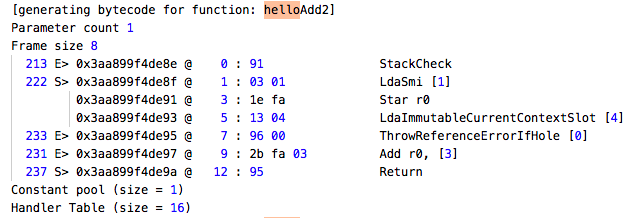 [generating bytecode for function: helloAdd2]
Parameter count 1
Frame size 8
213 E> 0x3aa899f4de8e @ 0 : 91 StackCheck
222 S> 0x3aa899f4de8f @ 1 : 03 01 LdaSmi [1]
0x3aa899f4de91 @ 3 : 1e fa Star r0
0x3aa899f4de93 @ 5 : 13 04 LdaImmutableCurrentContextSlot [4]
233 E> 0x3aa899f4de95 @ 7 : 96 00 ThrowReferenceErrorIfHole [0]
231 E> 0x3aa899f4de97 @ 9 : 2b fa 03 Add r0, [3]
237 S> 0x3aa899f4de9a @ 12 : 95 Return
Constant pool (size = 1)
Handler Table (size = 16)